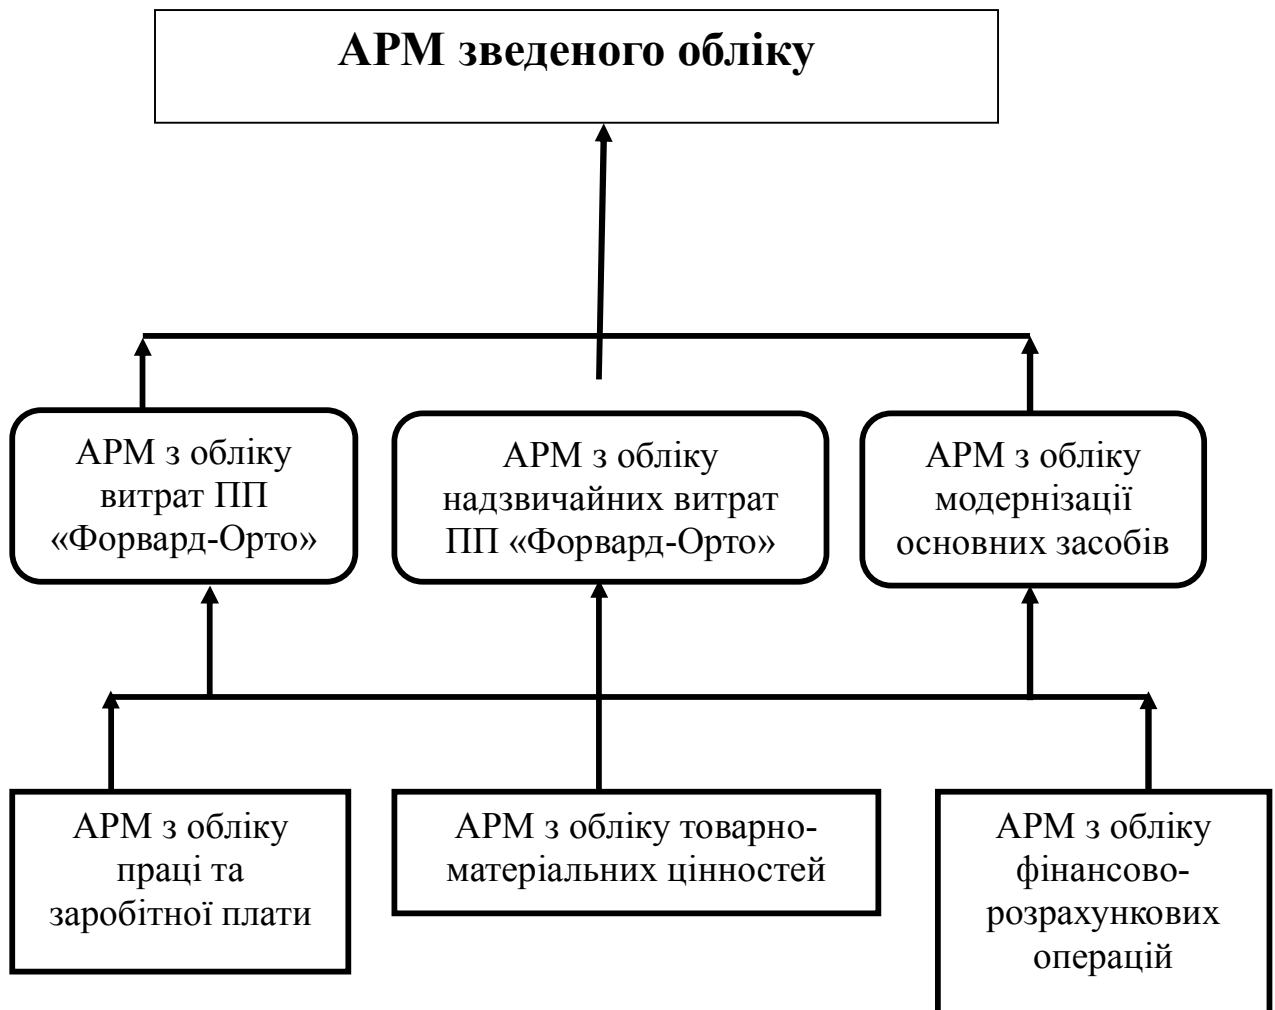 АРМ зведеного обліку
АРМ з обліку
витрат ПП
«Форвард-Орто»
АРМ з обліку
надзвичайних витрат
ПП «Форвард-Орто»
АРМ з обліку
модернізації
основних засобів
АРМ з обліку
праці та
заробітної плати
АРМ з обліку товарно-
матеріальних цінностей
АРМ з обліку
фінансово-
розрахункових
операцій